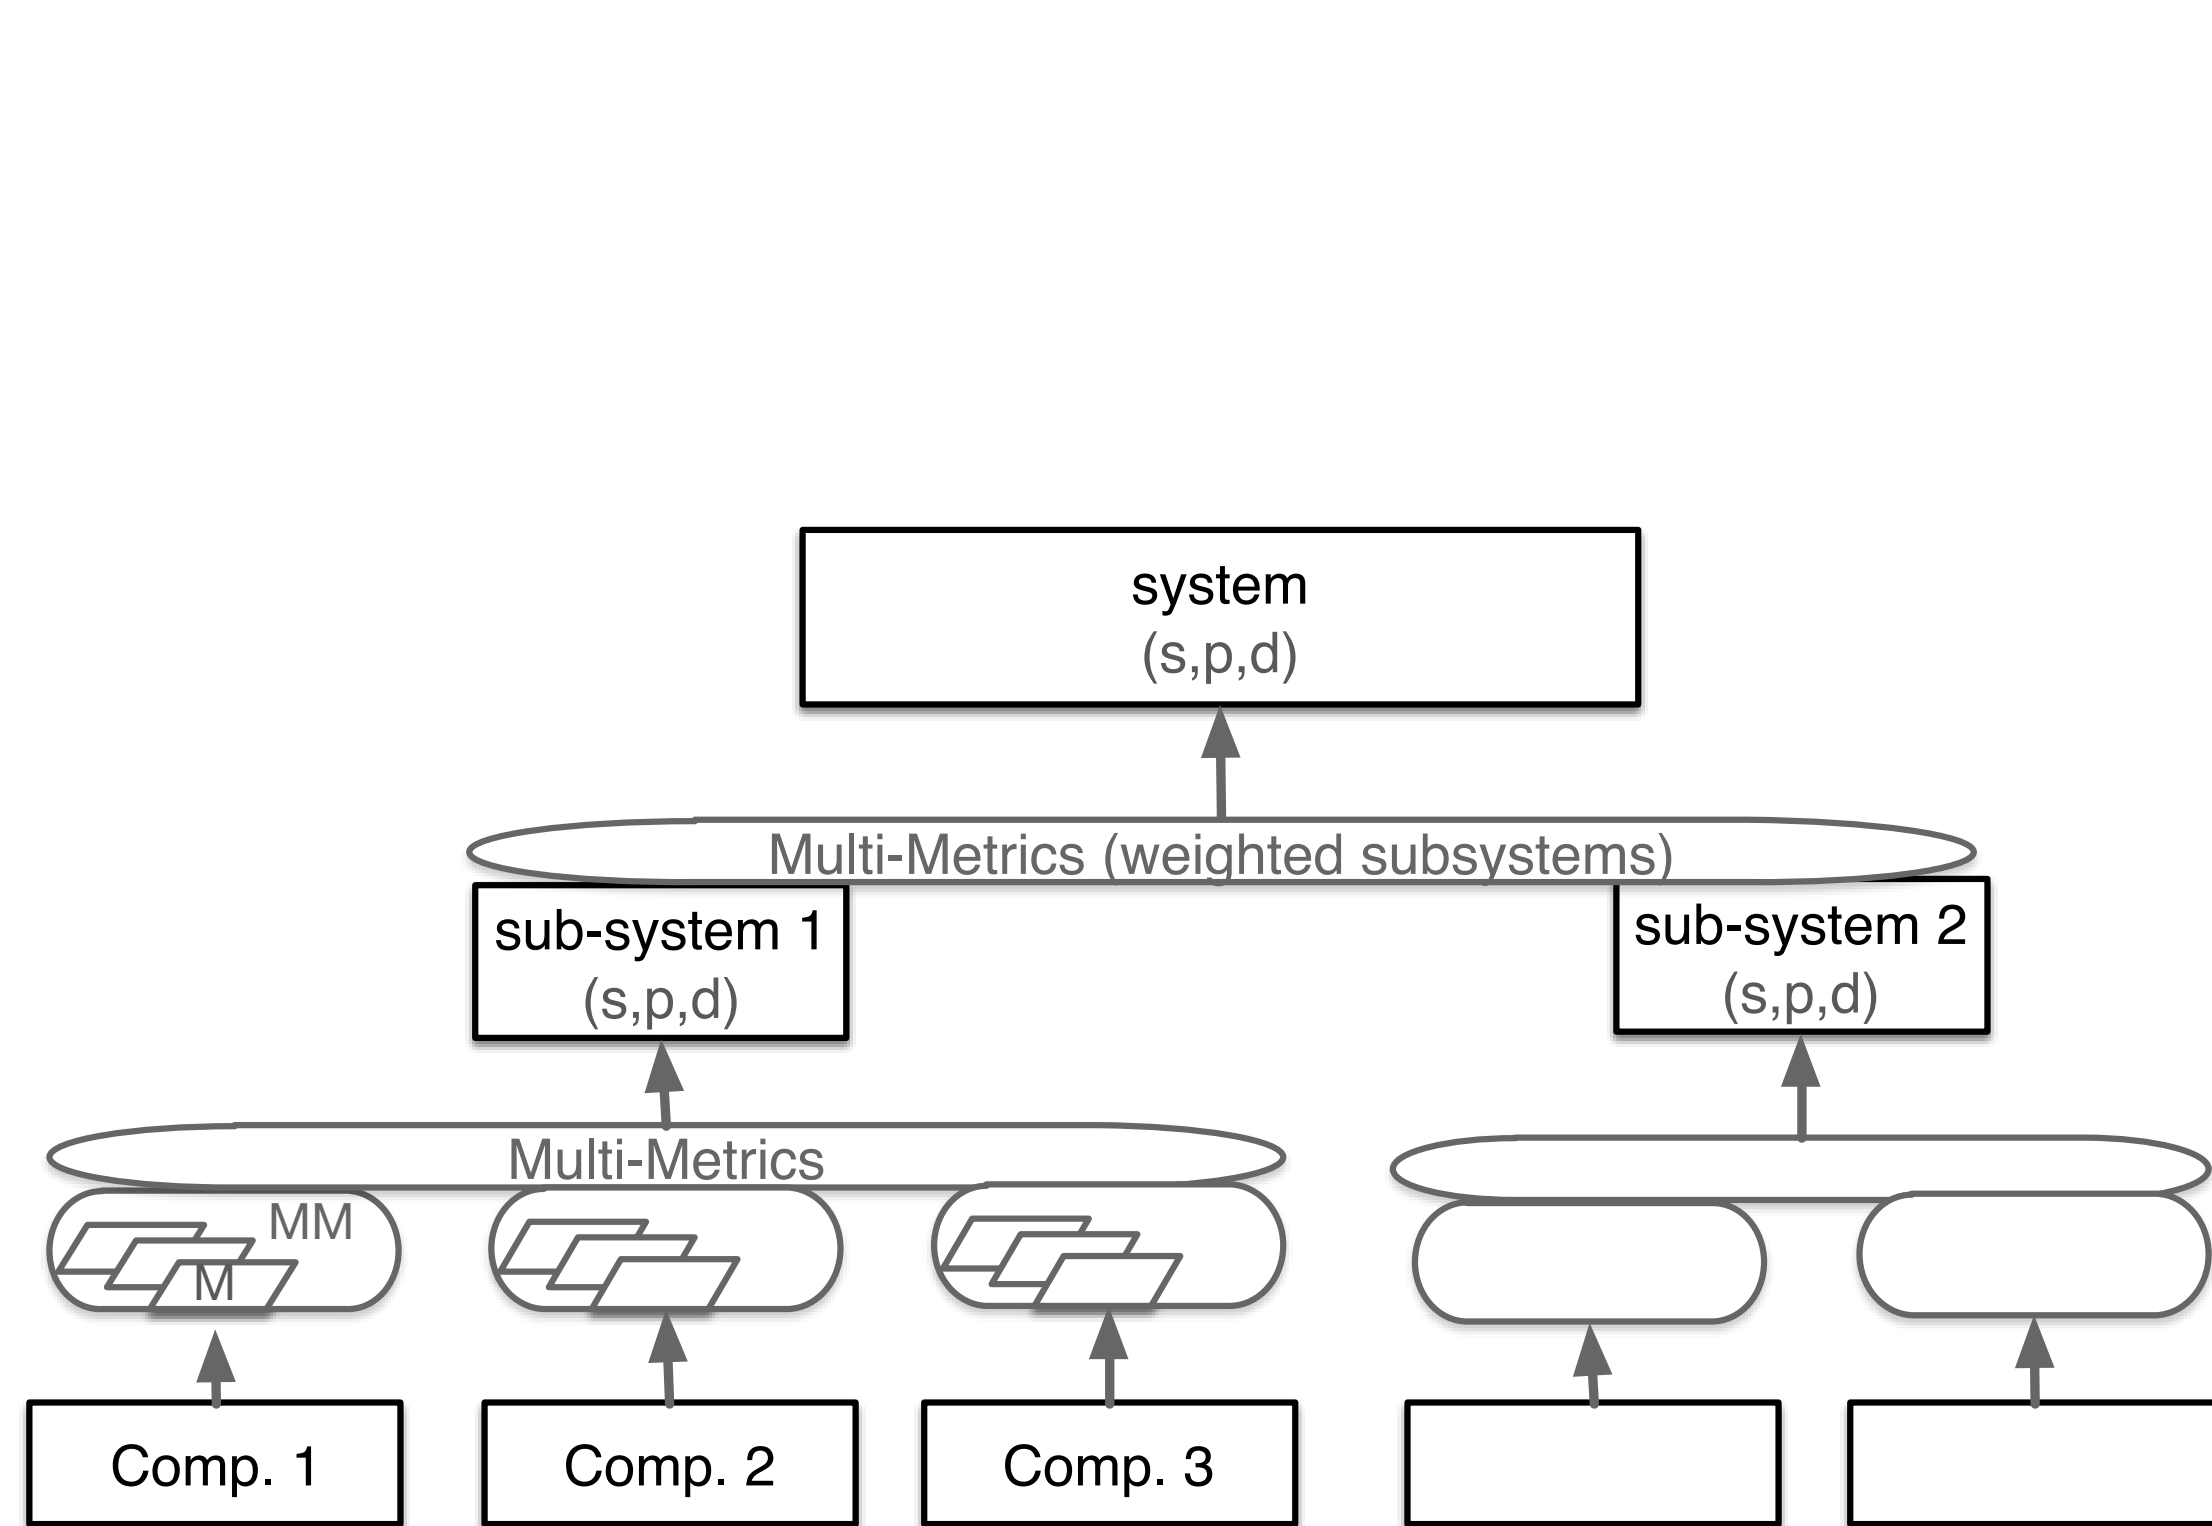 system
(s,p,d)
Multi-Metrics (weighted subsystems)
sub-system 1
(s,p,d)
sub-system 2
(s,p,d)
Multi-Metrics
MM
M
Comp. 1
Comp. 2
Comp. 3